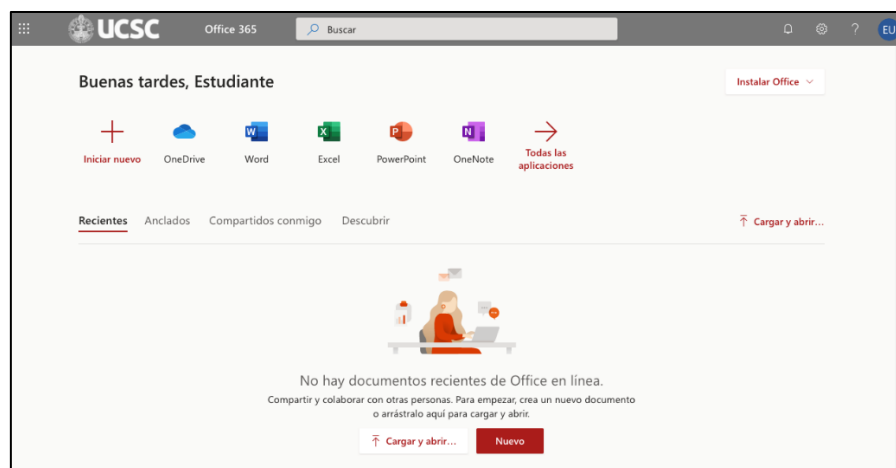 UCSC Office 365 Buscar ? EU
Buenas tardes, Estudiante
Instalar Office
Iniciar nuevo OneDrive Word Excel PowerPoint OneNote Todas las
aplicaciones
Recientes Anclados Compartidos conmigo Descubrir Cargar y abrir...
No hay documentos recientes de Office en línea.
Compartir y colaborar con otras personas. Para empezar, crea un nuevo documento
o arrástralo aquí para cargar y abrir.
Cargar y abrir... Nuevo